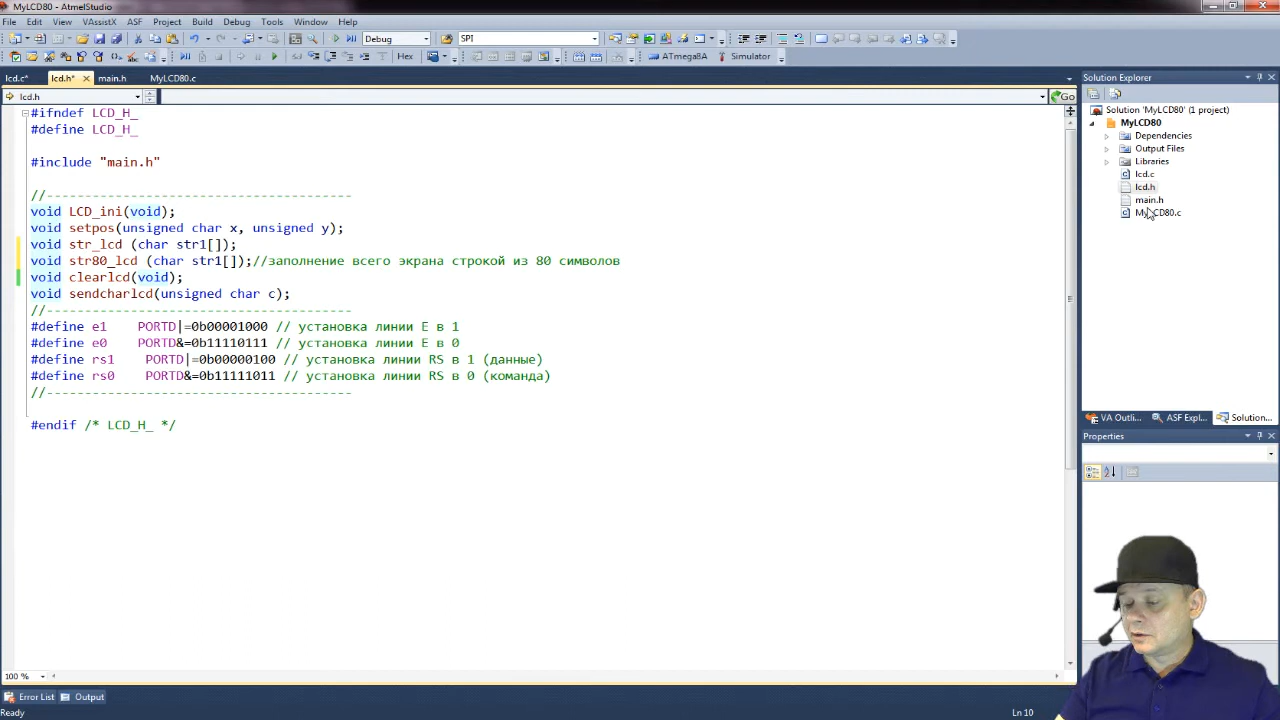 MyLCD80 - AtmelStudio
File Edit View VAssistX ASF Project Build Debug Tools Window Help
Debug SPI
Hex ATmega8A Simulator
lcd.c* lcd.h* main.h MyLCD80.c
lcd.h Go
#ifndef LCD_H_
#define LCD_H_
#include "main.h"
//----------------------------------------
void LCD_ini(void);
void setpos(unsigned char x, unsigned y);
void str_lcd (char str1[]);
void str80_lcd (char str1[]);//заполнение всего экрана строкой из 80 символов
void clearlcd(void);
void sendcharlcd(unsigned char c);
//----------------------------------------
#define e1 PORTD|=0b00001000 // установка линии E в 1
#define e0 PORTD&=0b11110111 // установка линии E в 0
#define rs1 PORTD|=0b00000100 // установка линии RS в 1 (данные)
#define rs0 PORTD&=0b11111011 // установка линии RS в 0 (команда)
//----------------------------------------
#endif /* LCD_H_ */
100 %
Error List Output
Ready Ln 10
Solution Explorer
Solution 'MyLCD80' (1 project)
MyLCD80
Dependencies
Output Files
Libraries
lcd.c
lcd.h
main.h
MyLCD80.c
VA Outli... ASF Expl... Solution...
Properties